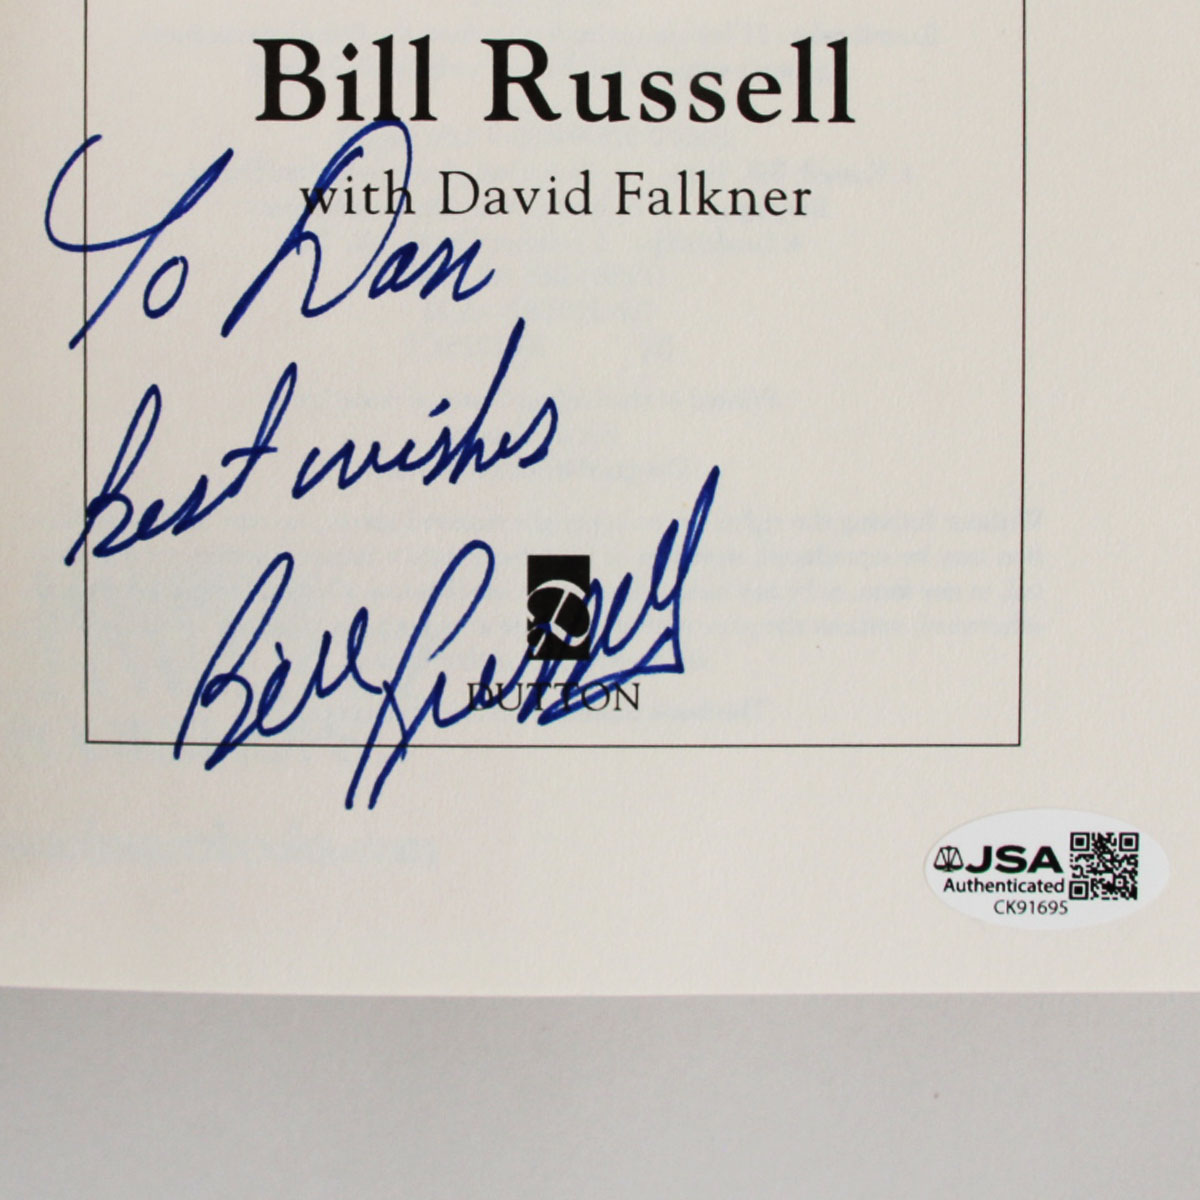 Bill Russell
with David Falkner
To Dan
best wishes
Bill Russell
DUTTON
JSA
Authenticated
CK91695